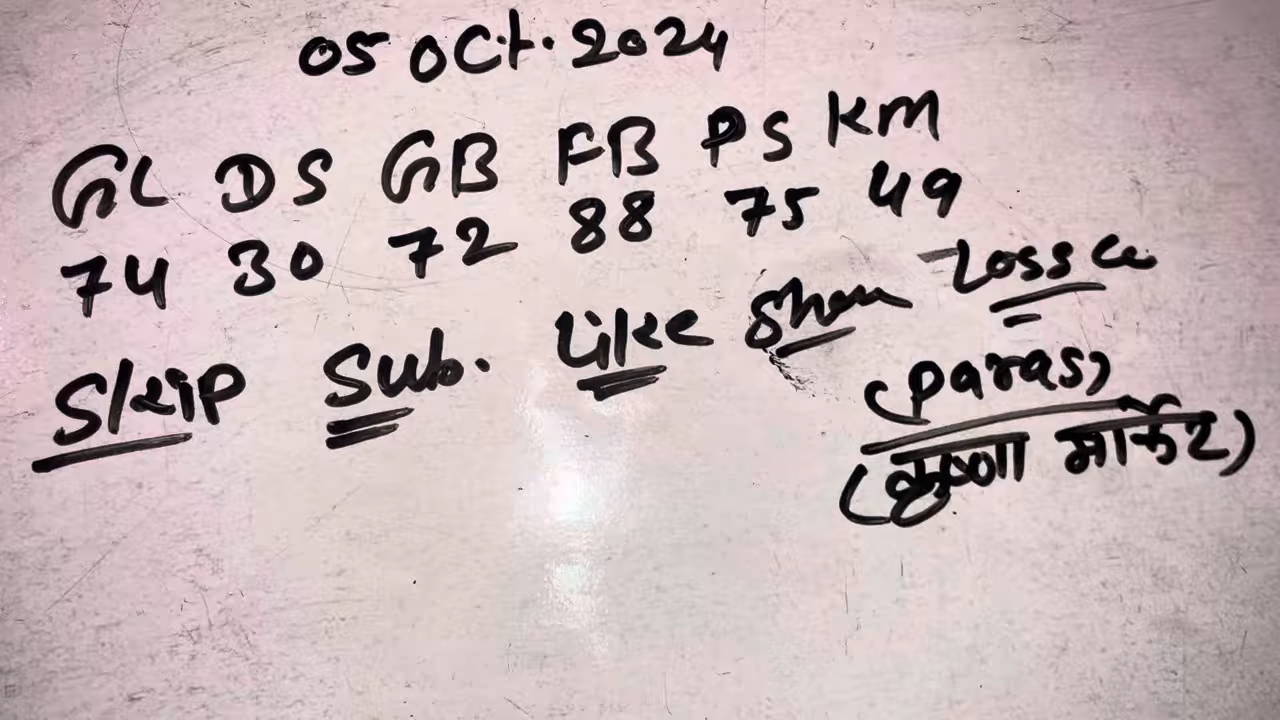 05 Oct. 2024
GL DS GB FB PS KM
74 30 72 88 75 49
Skip Sub. Like Loss
(Paras)
(कृष्णा मार्केट)